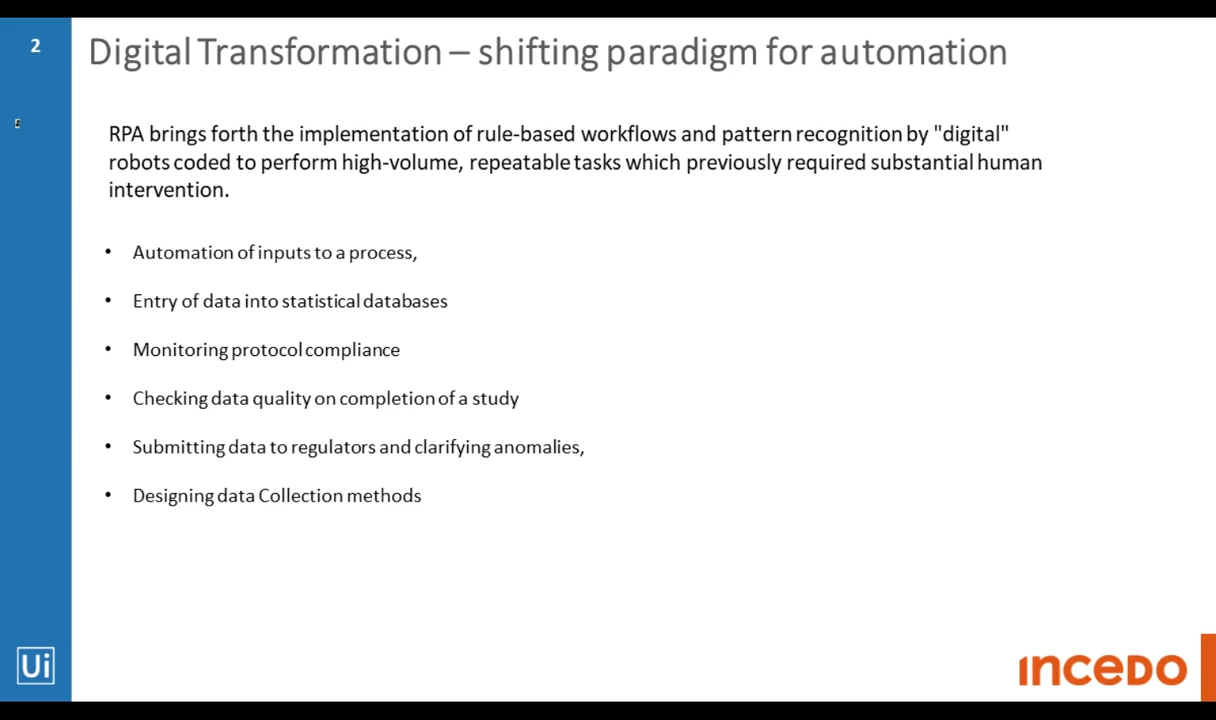 2
Digital Transformation – shifting paradigm for automation
RPA brings forth the implementation of rule-based workflows and pattern recognition by "digital"
robots coded to perform high-volume, repeatable tasks which previously required substantial human
intervention.
• Automation of inputs to a process,
• Entry of data into statistical databases
• Monitoring protocol compliance
• Checking data quality on completion of a study
• Submitting data to regulators and clarifying anomalies,
• Designing data Collection methods
Ui
INCEDO